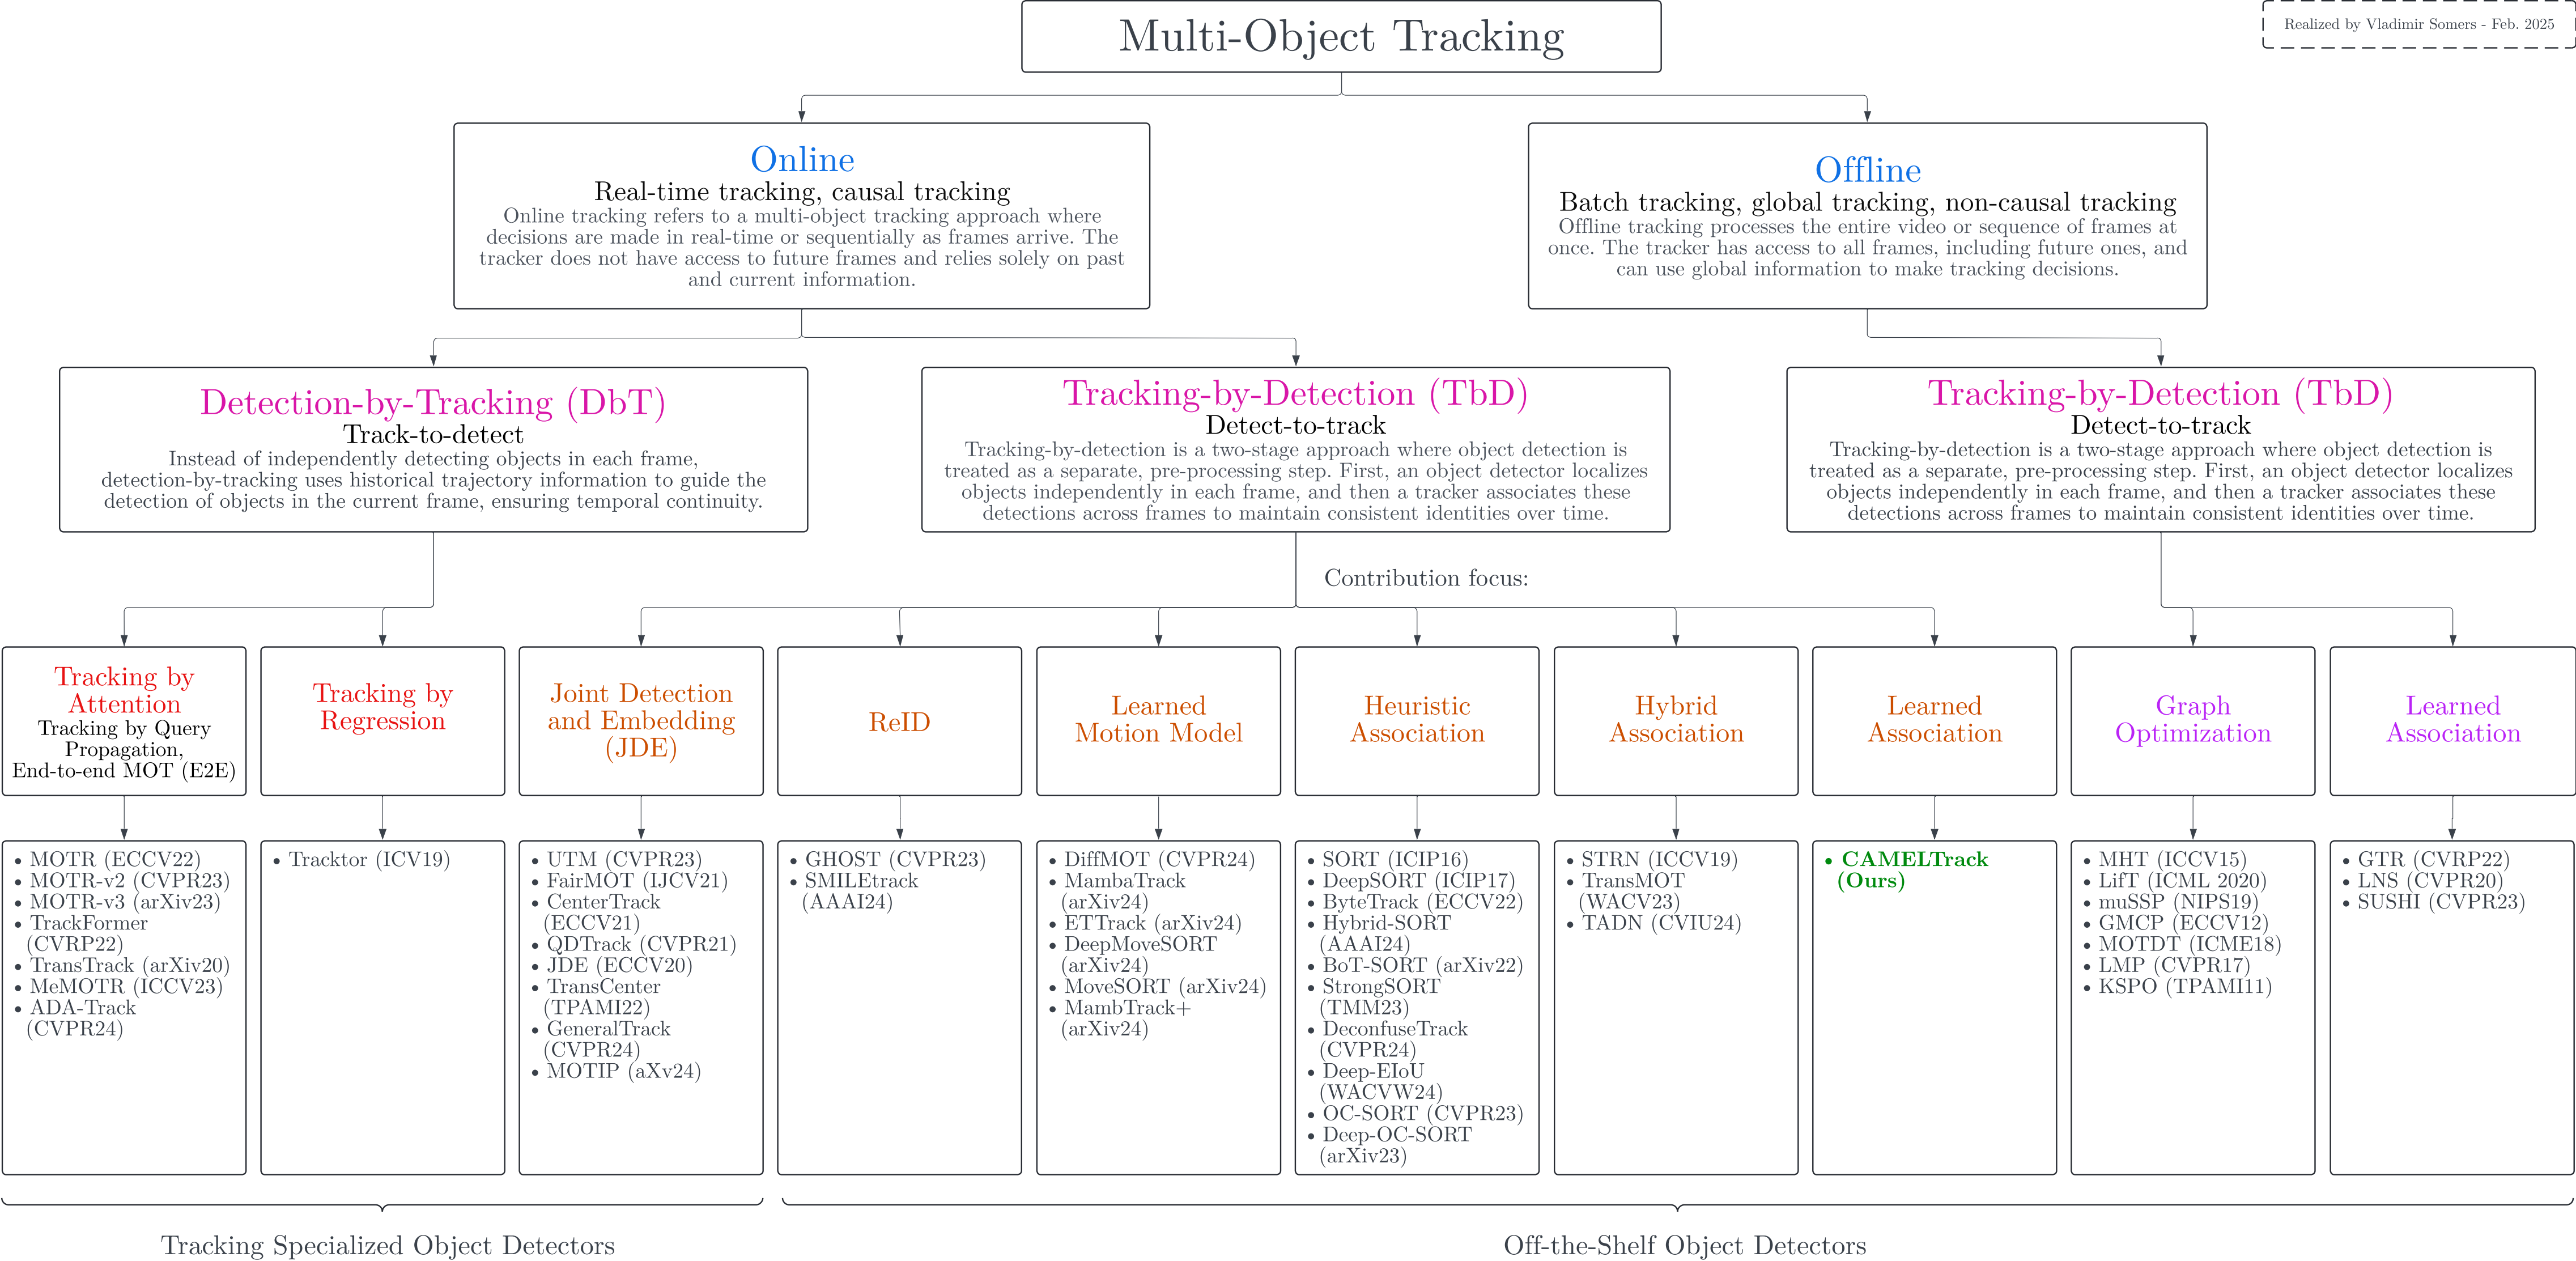 Multi-Object Tracking
Realized by Vladimir Somers - Feb. 2025
Online
Real-time tracking, causal tracking
Online tracking refers to a multi-object tracking approach where
decisions are made in real-time or sequentially as frames arrive. The
tracker does not have access to future frames and relies solely on past
and current information.
Offline
Batch tracking, global tracking, non-causal tracking
Offline tracking processes the entire video or sequence of frames at
once. The tracker has access to all frames, including future ones, and
can use global information to make tracking decisions.
Detection-by-Tracking (DbT)
Track-to-detect
Instead of independently detecting objects in each frame,
detection-by-tracking uses historical trajectory information to guide the
detection of objects in the current frame, ensuring temporal continuity.
Tracking-by-Detection (TbD)
Detect-to-track
Tracking-by-detection is a two-stage approach where object detection is
treated as a separate, pre-processing step. First, an object detector localizes
objects independently in each frame, and then a tracker associates these
detections across frames to maintain consistent identities over time.
Tracking-by-Detection (TbD)
Detect-to-track
Tracking-by-detection is a two-stage approach where object detection is
treated as a separate, pre-processing step. First, an object detector localizes
objects independently in each frame, and then a tracker associates these
detections across frames to maintain consistent identities over time.
Contribution focus:
Tracking by
Attention
Tracking by Query
Propagation,
End-to-end MOT (E2E)
Tracking by
Regression
Joint Detection
and Embedding
(JDE)
ReID
Learned
Motion Model
Heuristic
Association
Hybrid
Association
Learned
Association
Graph
Optimization
Learned
Association
• MOTR (ECCV22)
• MOTR-v2 (CVPR23)
• MOTR-v3 (arXiv23)
• TrackFormer
(CVRP22)
• TransTrack (arXiv20)
• MeMOTR (ICCV23)
• ADA-Track
(CVPR24)
• Tracktor (ICV19)
• UTM (CVPR23)
• FairMOT (IJCV21)
• CenterTrack
(ECCV21)
• QDTrack (CVPR21)
• JDE (ECCV20)
• TransCenter
(TPAMI22)
• GeneralTrack
(CVPR24)
• MOTIP (aXv24)
• GHOST (CVPR23)
• SMILEtrack
(AAAI24)
• DiffMOT (CVPR24)
• MambaTrack
(arXiv24)
• ETTrack (arXiv24)
• DeepMoveSORT
(arXiv24)
• MoveSORT (arXiv24)
• MambTrack+
(arXiv24)
• SORT (ICIP16)
• DeepSORT (ICIP17)
• ByteTrack (ECCV22)
• Hybrid-SORT
(AAAI24)
• BoT-SORT (arXiv22)
• StrongSORT
(TMM23)
• DeconfuseTrack
(CVPR24)
• Deep-EIoU
(WACVW24)
• OC-SORT (CVPR23)
• Deep-OC-SORT
(arXiv23)
• STRN (ICCV19)
• TransMOT
(WACV23)
• TADN (CVIU24)
• CAMELTrack
(Ours)
• MHT (ICCV15)
• LifT (ICML 2020)
• muSSP (NIPS19)
• GMCP (ECCV12)
• MOTDT (ICME18)
• LMP (CVPR17)
• KSPO (TPAMI11)
• GTR (CVRP22)
• LNS (CVPR20)
• SUSHI (CVPR23)
Tracking Specialized Object Detectors
Off-the-Shelf Object Detectors